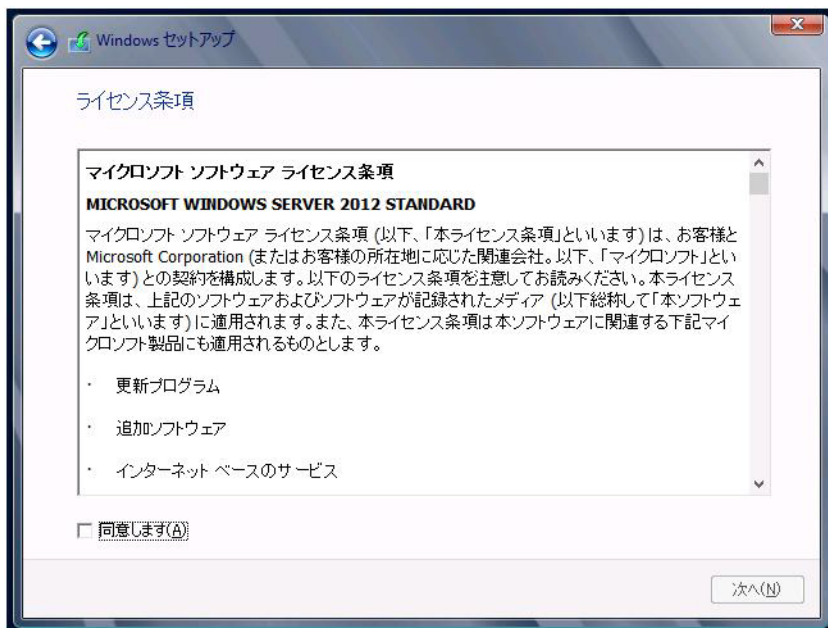 Windows セットアップ
ライセンス条項
マイクロソフト ソフトウェア ライセンス条項
MICROSOFT WINDOWS SERVER 2012 STANDARD
マイクロソフト ソフトウェア ライセンス条項 (以下、「本ライセンス条項」といいます) は、お客様と
Microsoft Corporation (またはお客様の所在地に応じた関連会社。以下、「マイクロソフト」とい
います) との契約を構成します。以下のライセンス条項を注意してお読みください。本ライセンス
条項は、上記のソフトウェアおよびソフトウェアが記録されたメディア (以下総称して「本ソフトウェ
ア」といいます) に適用されます。また、本ライセンス条項は本ソフトウェアに関連する下記マイ
クロソフト製品にも適用されるものとします。
· 更新プログラム
· 追加ソフトウェア
· インターネット ベースのサービス
同意します(A)
次へ(N)